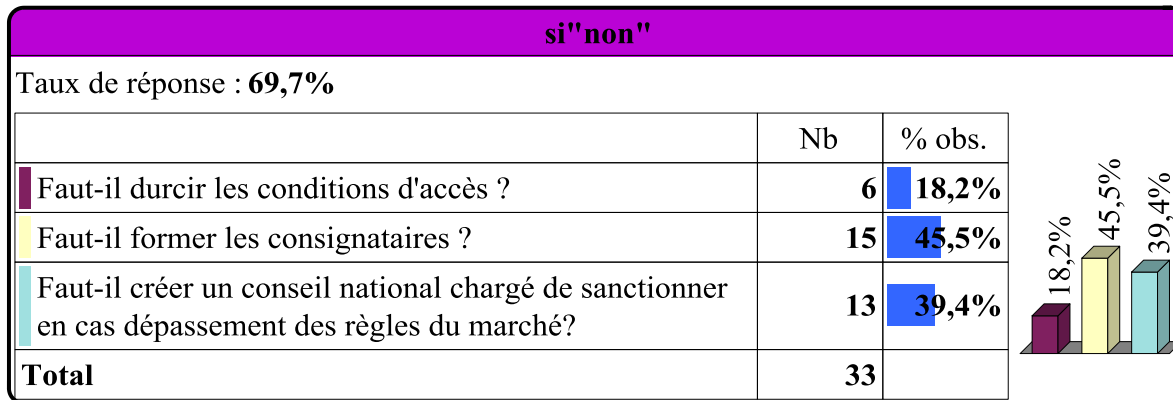 si"non"
Taux de réponse : 69,7%
Nb % obs.
Faut-il durcir les conditions d'accès ? 6 18,2%
Faut-il former les consignataires ? 15 45,5%
Faut-il créer un conseil national chargé de sanctionner
en cas dépassement des règles du marché? 13 39,4%
Total 33
18,2%
45,5%
39,4%